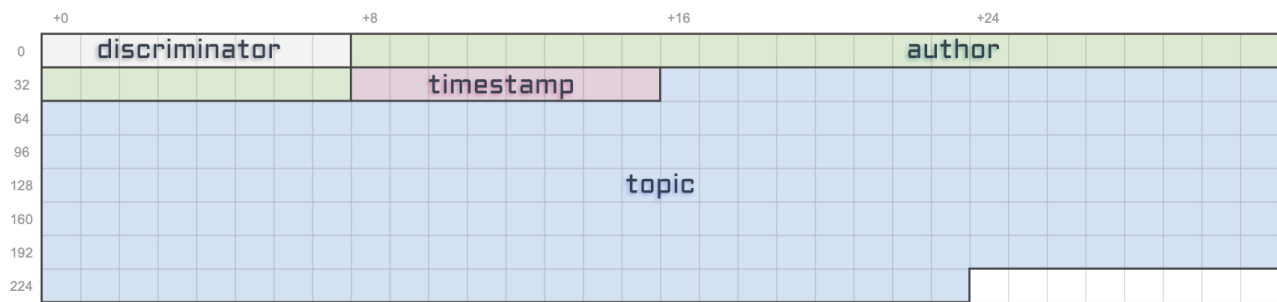 +0 +8 +16 +24
0 discriminator author
32 timestamp
64
96
128 topic
160
192
224